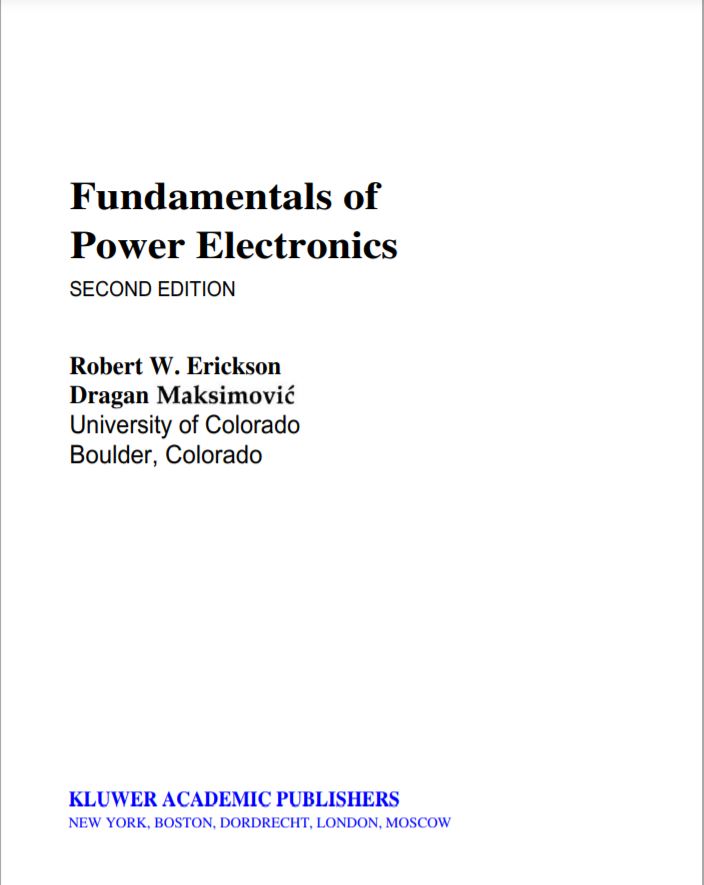 Fundamentals of
Power Electronics
SECOND EDITION
Robert W. Erickson
Dragan Maksimović
University of Colorado
Boulder, Colorado
KLUWER ACADEMIC PUBLISHERS
NEW YORK, BOSTON, DORDRECHT, LONDON, MOSCOW